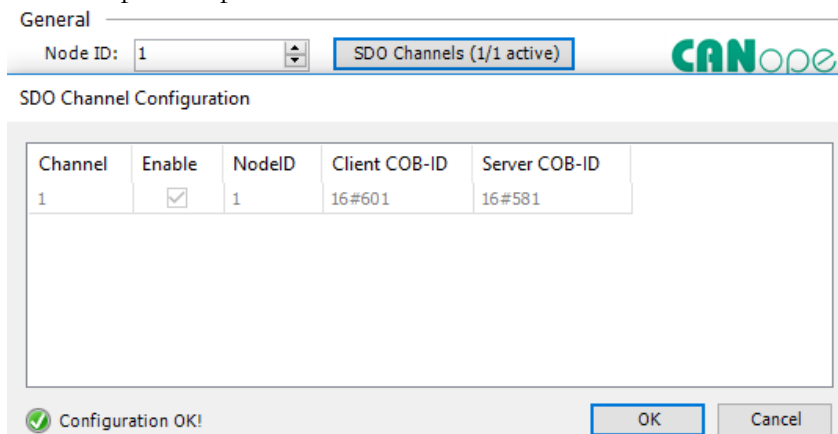 General
Node ID: 1 SDO Channels (1/1 active) CANope
SDO Channel Configuration
Channel Enable NodeID Client COB-ID Server COB-ID
1 1 16#601 16#581
Configuration OK! OK Cancel